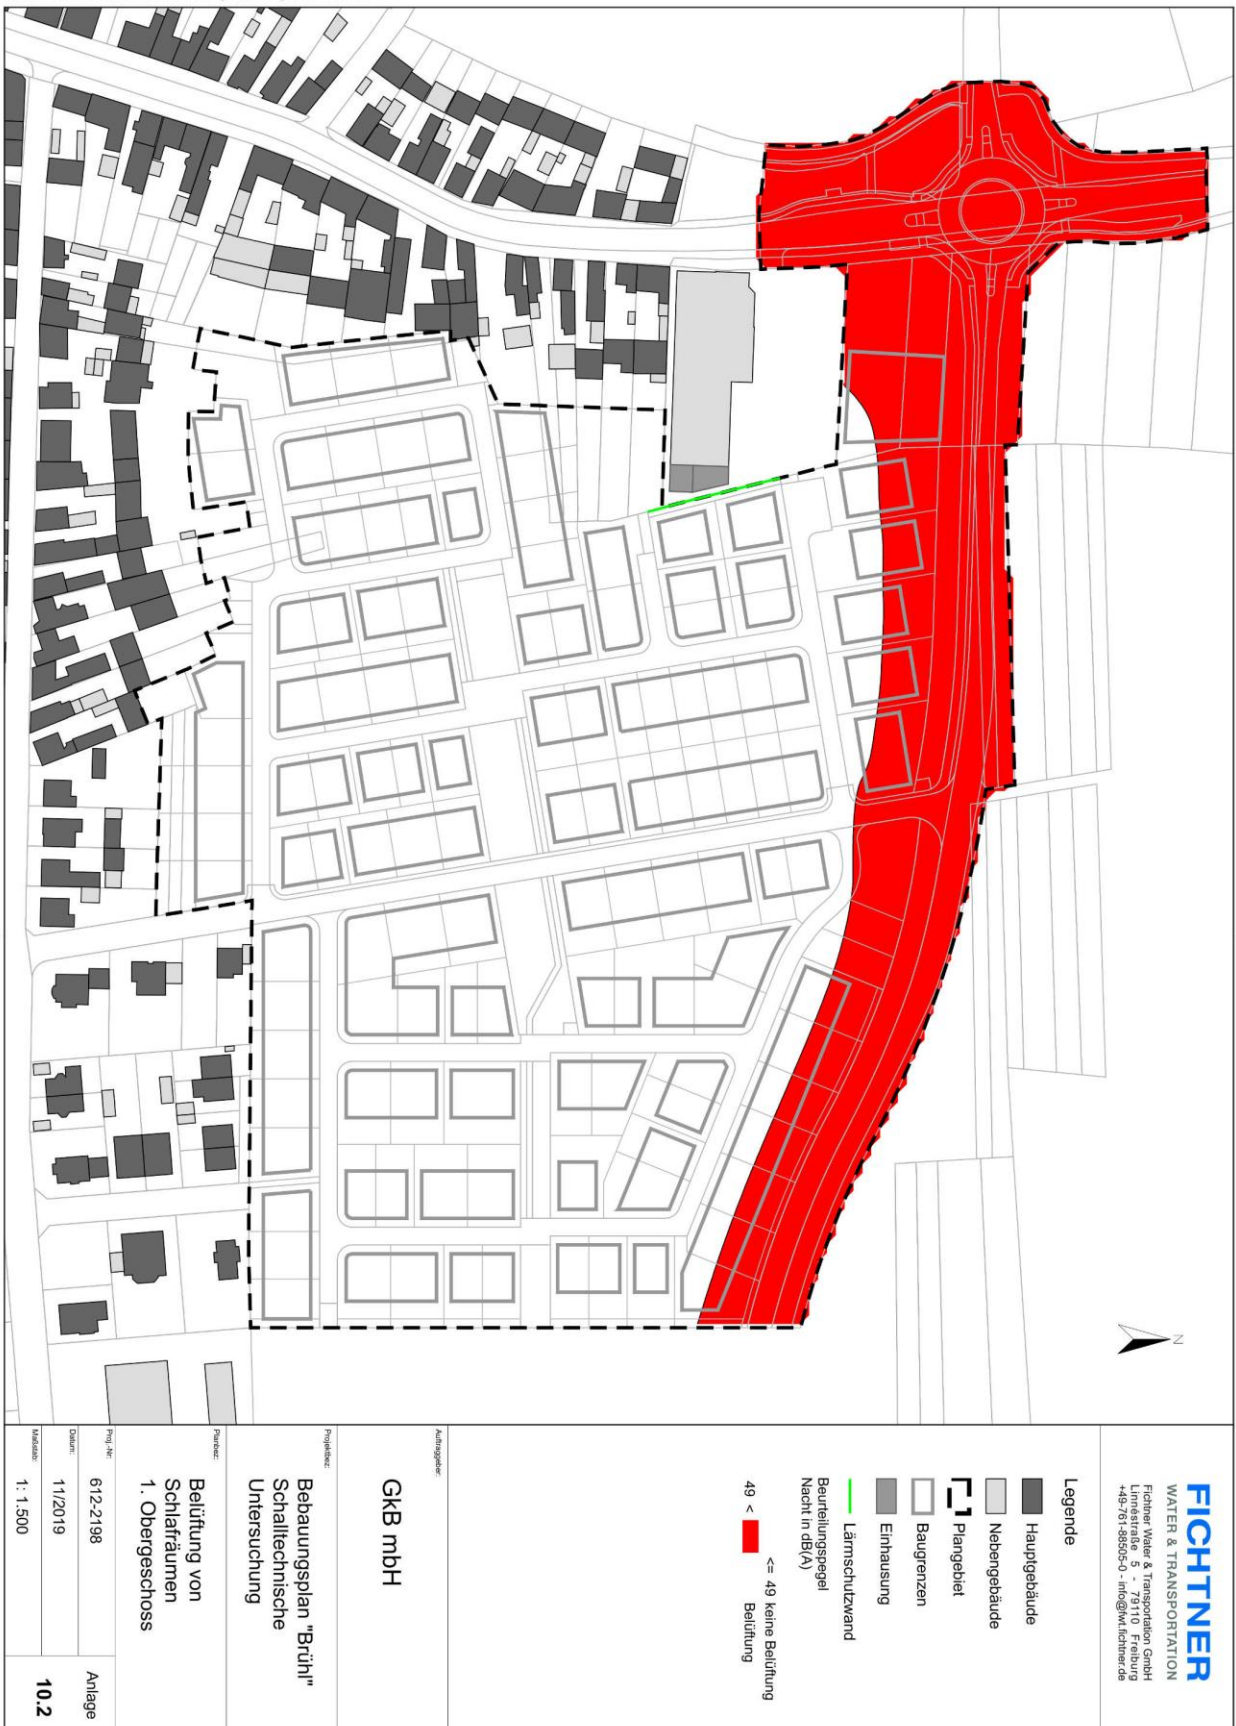 N
FICHTNER
WATER & TRANSPORTATION
Fichtner Water & Transportation GmbH
Linnéstraße 5 - 79110 Freiburg
+49-761-88505-0 - info@fwt.fichtner.de
Legende
Hauptgebäude
Nebengebäude
Plangebiet
Baugrenzen
Einhausung
Lärmschutzwand
Beurteilungspegel
Nacht in dB(A)
<= 49 keine Belüftung
49 < Belüftung
Auftraggeber:
GkB mbH
Projektbez:
Bebauungsplan "Brühl"
Schalltechnische
Untersuchung
Planbez:
Belüftung von
Schlafräumen
1. Obergeschoss
Proj.-Nr:
612-2198
Datum:
11/2019
Maßstab:
1: 1.500
Anlage
10.2